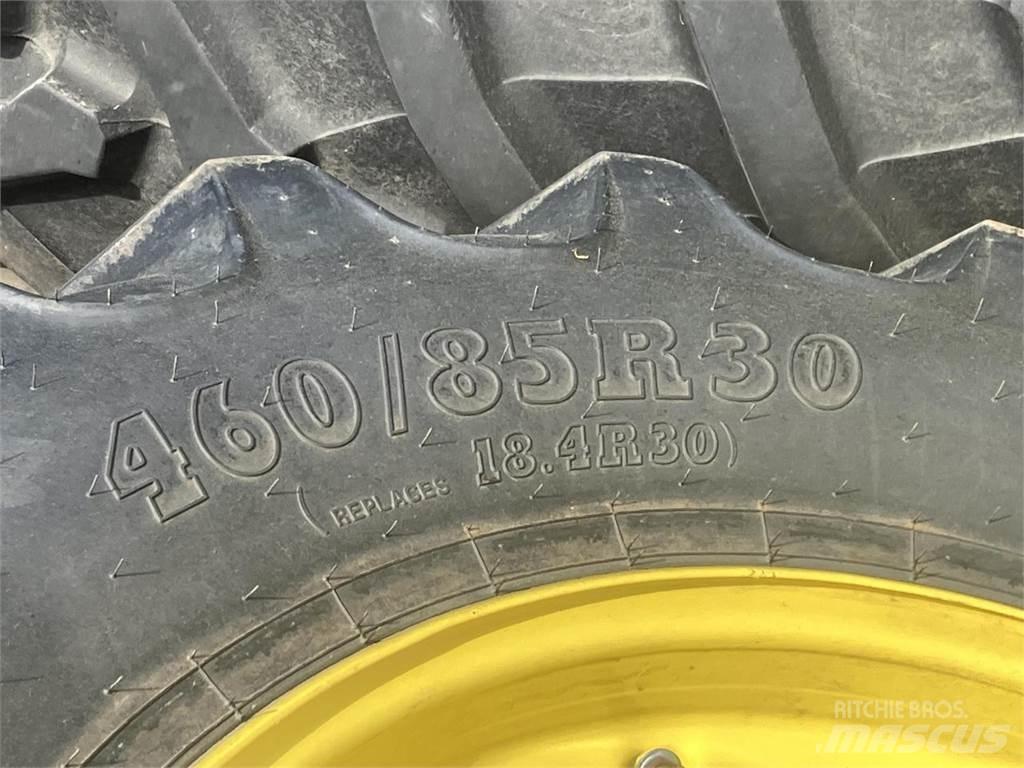 460/85R30
(REPLACES 18.4R30)
RITCHIE BROS.
MASCUS